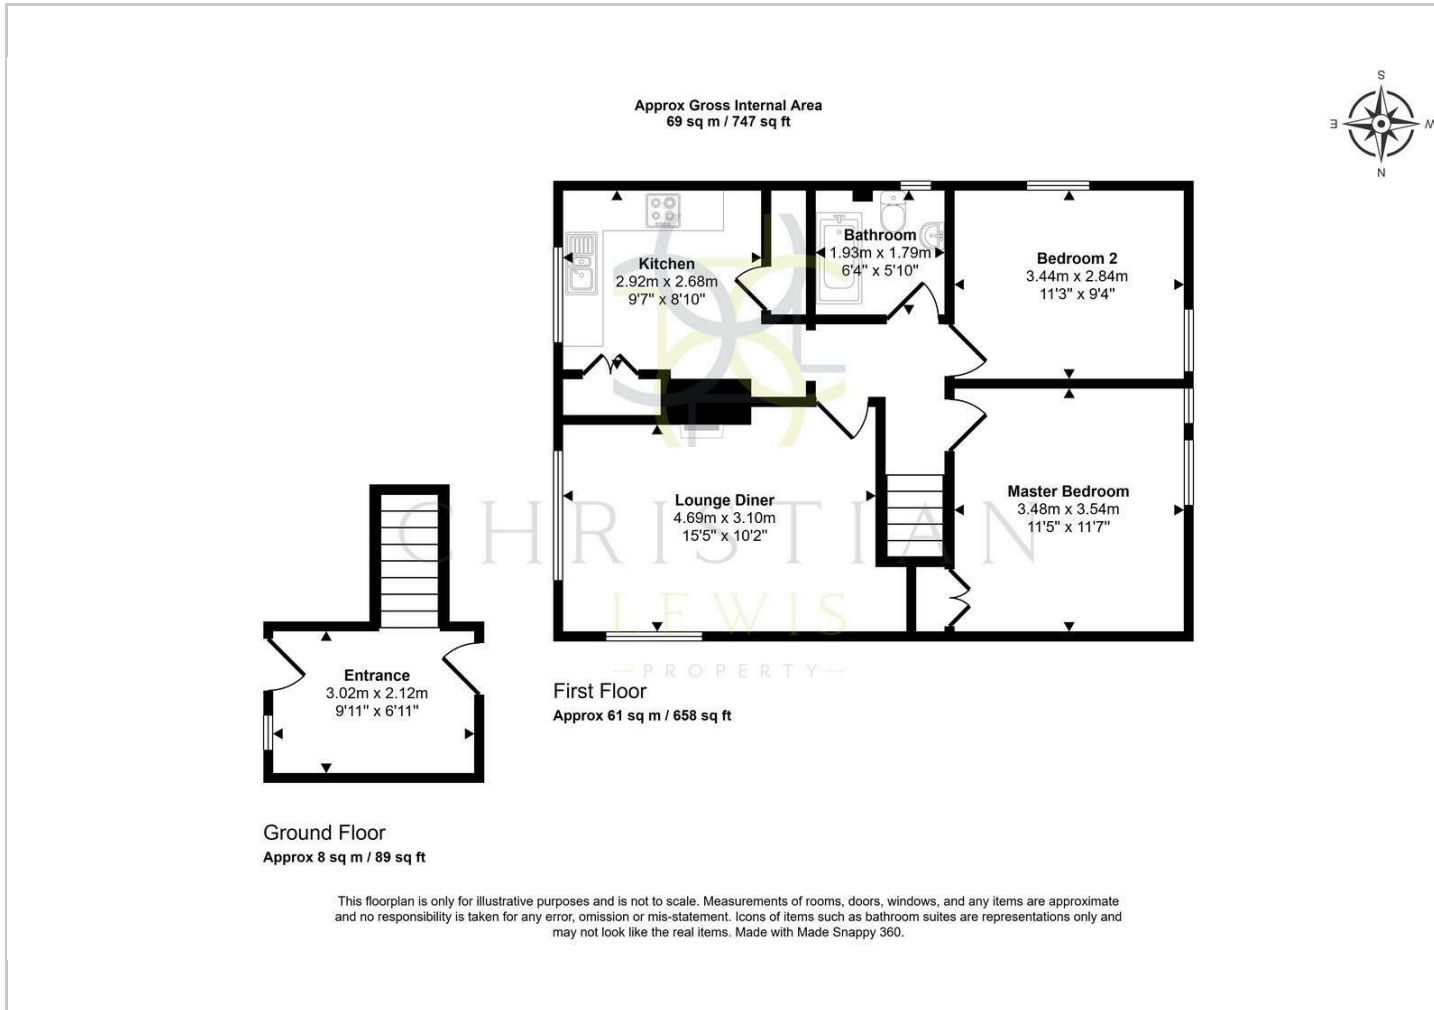 Approx Gross Internal Area
69 sq m / 747 sq ft
S
E
W
N
Kitchen
2.92m x 2.68m
9'7" x 8'10"
Bathroom
1.93m x 1.79m
6'4" x 5'10"
Bedroom 2
3.44m x 2.84m
11'3" x 9'4"
Lounge Diner
4.69m x 3.10m
15'5" x 10'2"
Master Bedroom
3.48m x 3.54m
11'5" x 11'7"
CHRISTIAN
LEWIS
PROPERTY
Entrance
3.02m x 2.12m
9'11" x 6'11"
First Floor
Approx 61 sq m / 658 sq ft
Ground Floor
Approx 8 sq m / 89 sq ft
This floorplan is only for illustrative purposes and is not to scale. Measurements of rooms, doors, windows, and any items are approximate
and no responsibility is taken for any error, omission or mis-statement. Icons of items such as bathroom suites are representations only and
may not look like the real items. Made with Made Snappy 360.